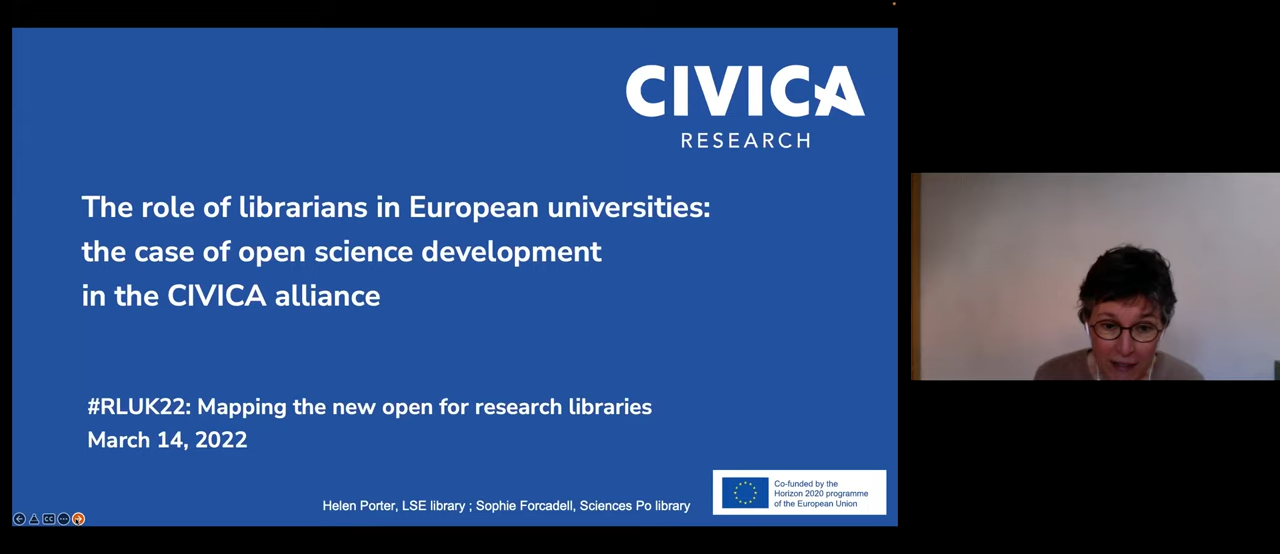 CIVICA
RESEARCH
The role of librarians in European universities:
the case of open science development
in the CIVICA alliance
#RLUK22: Mapping the new open for research libraries
March 14, 2022
Co-funded by the
Horizon 2020 programme
of the European Union
Helen Porter, LSE library ; Sophie Forcadell, Sciences Po library
CC